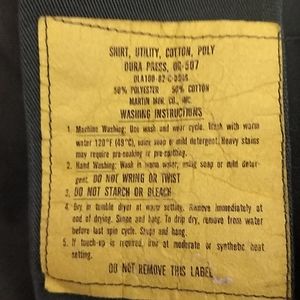 SHIRT, UTILITY, COTTON, POLY
DURA PRESS, OG-507
DLA100-82-C-
50% POLYESTER 50% COTTON
MARTIN MFR. CO., INC.
WASHING INSTRUCTIONS
1. Machine Washing: Use wash and wear cycle. Wash with warm
water 120°F (49°C), using soap or mild detergent. Heavy stains
may require pre-soaking or pre-spotting.
2. Hand Washing: Wash in warm water, using soap or mild deter-
gent. DO NOT WRING OR TWIST
3. DO NOT STARCH OR BLEACH
4. Dry in tumble dryer at warm setting. Remove immediately at
end of drying. Shape and hang. To drip dry, remove from water
before last spin cycle. Shape and hang.
5. If touch-up is required, iron at moderate or synthetic heat
setting.
DO NOT REMOVE THIS LABEL